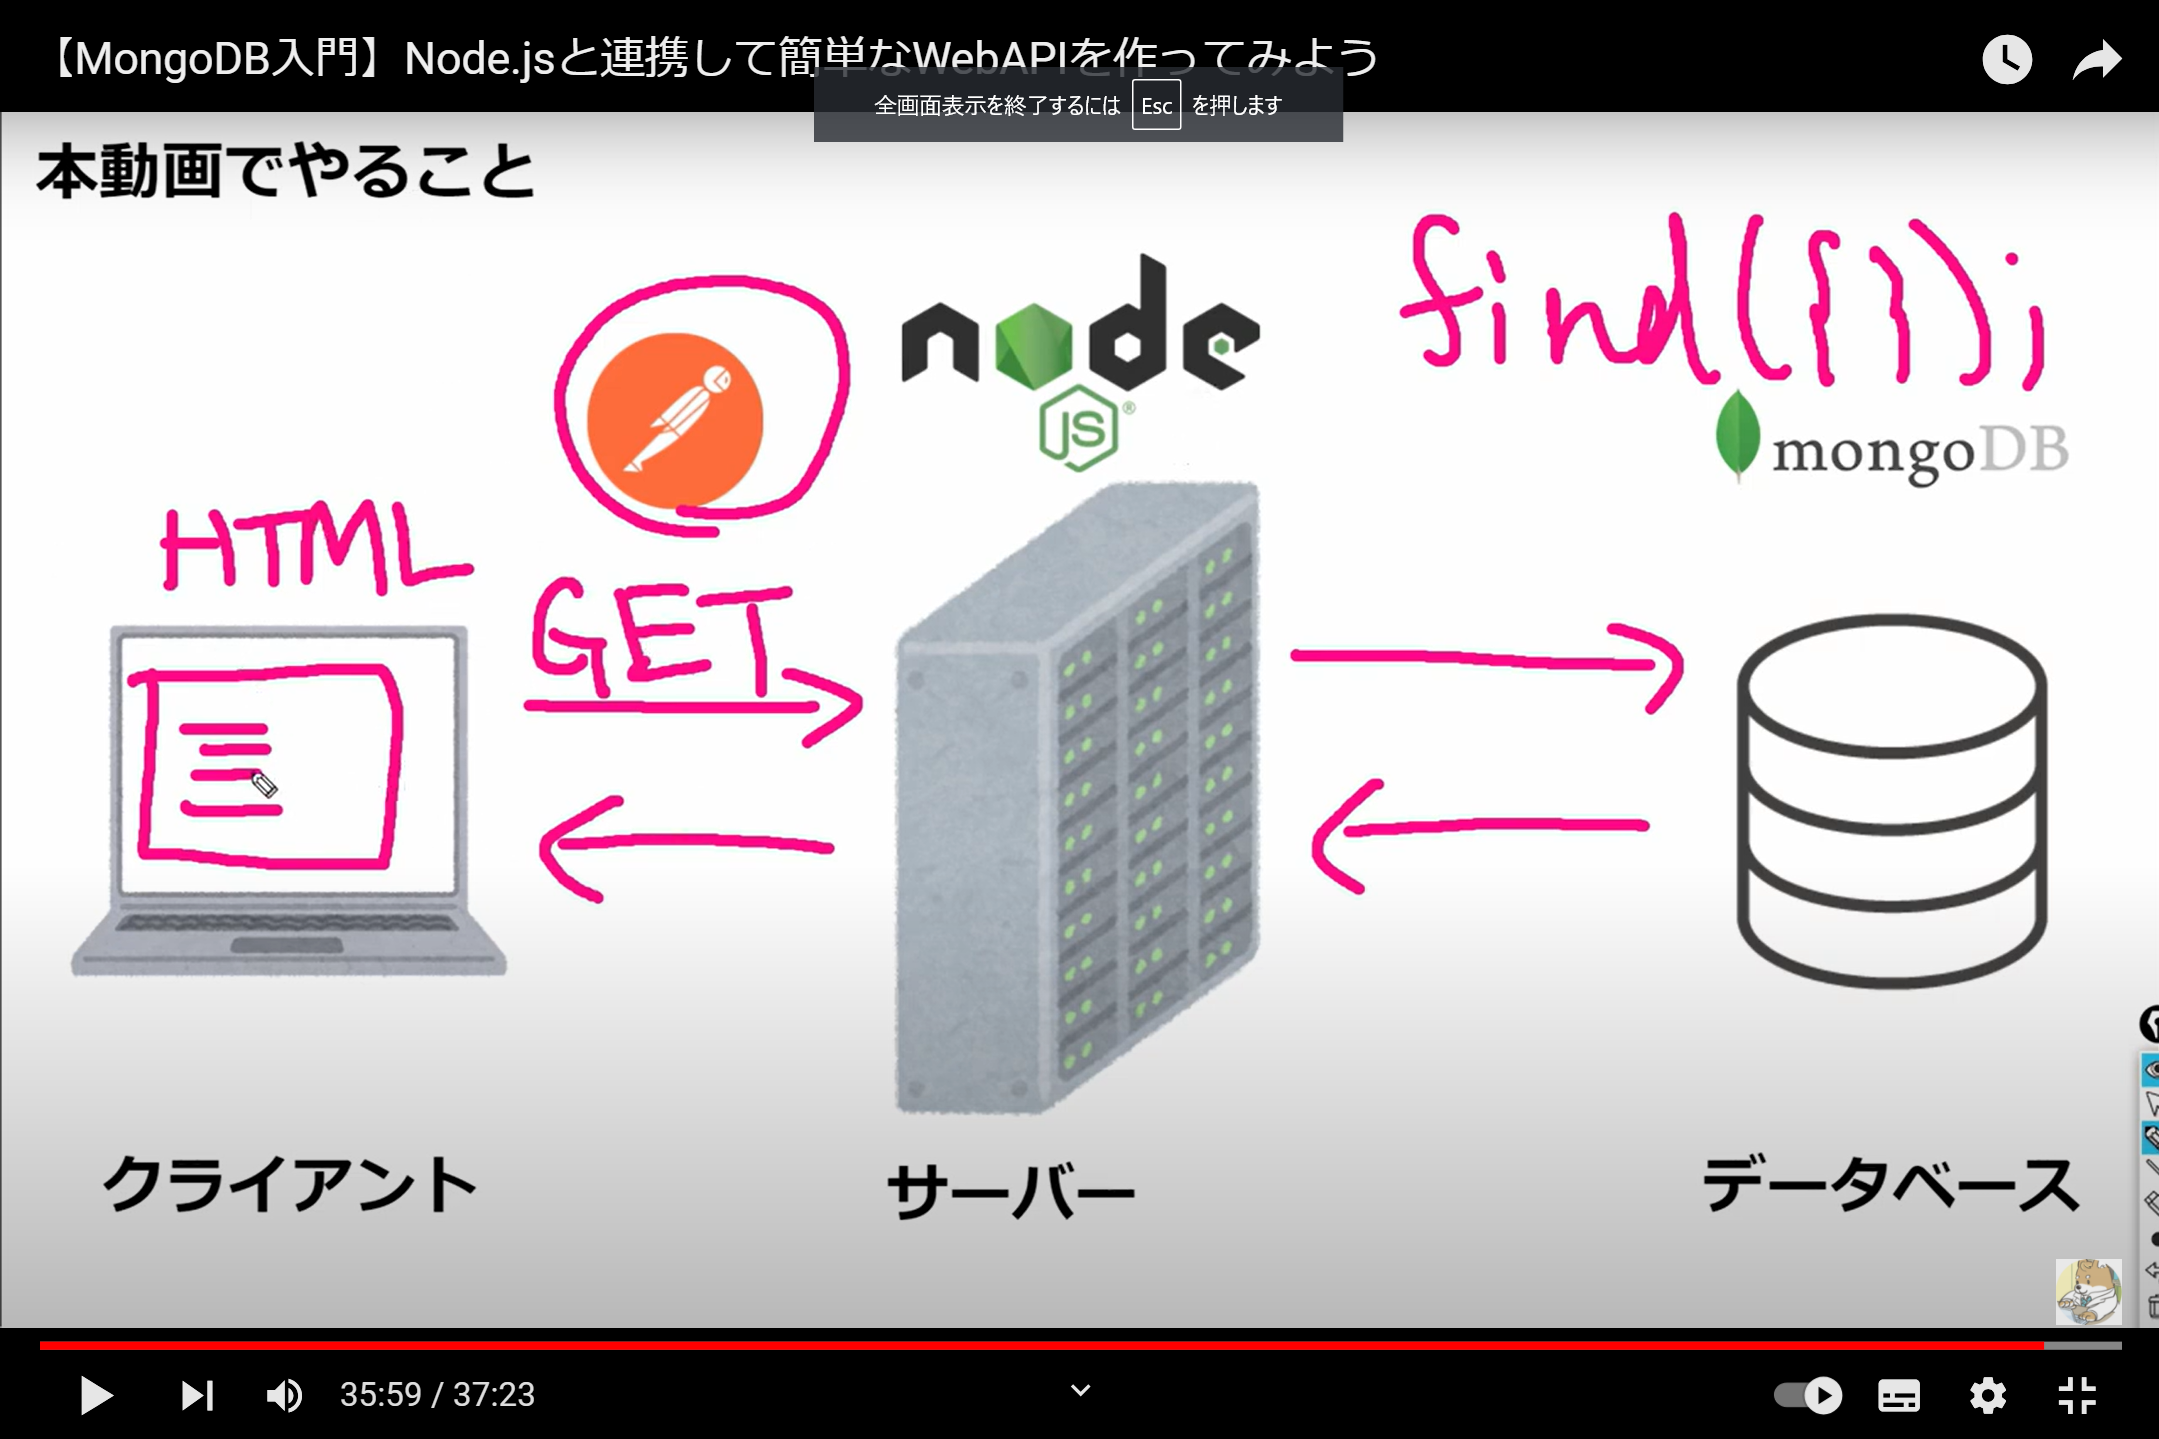 【MongoDB入門】Node.jsと連携して簡単なWebAPIを作ってみよう
全画面表示を終了するには Esc を押します
本動画でやること
find({});
node
JS®
mongoDB
HTML
GET
クライアント
サーバー
データベース
35:59 / 37:23